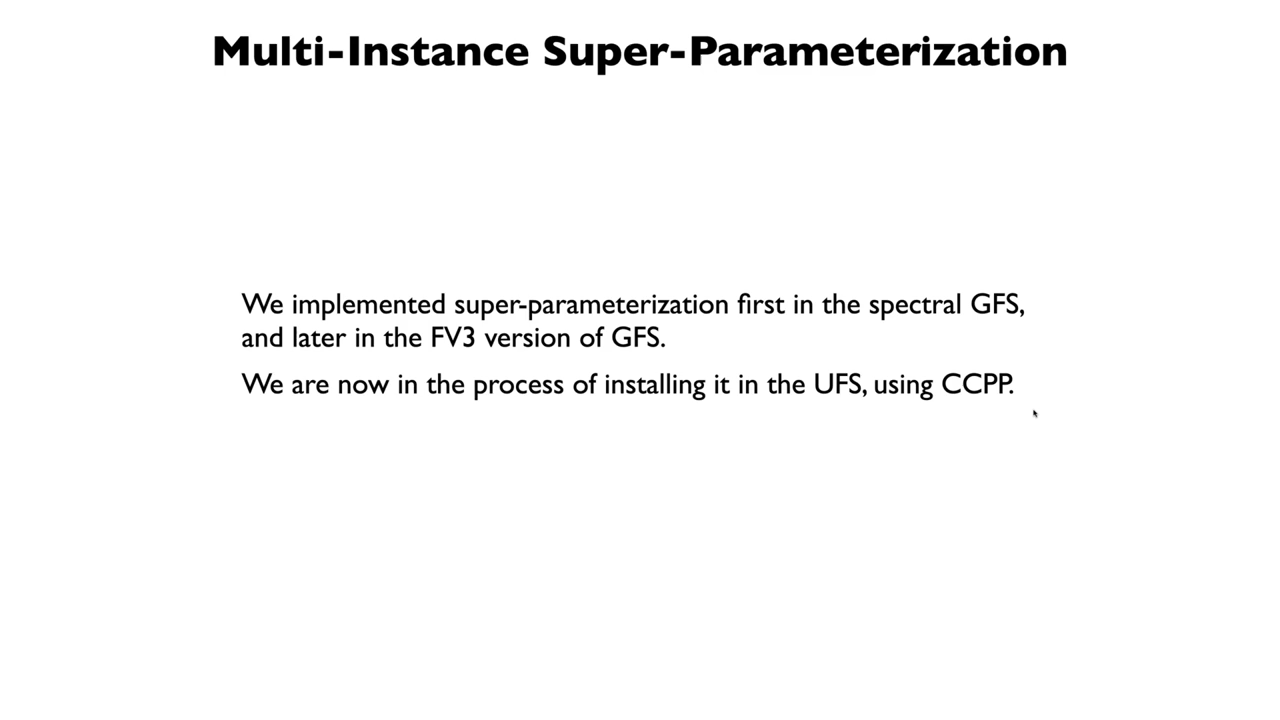 Multi-Instance Super-Parameterization
We implemented super-parameterization first in the spectral GFS,
and later in the FV3 version of GFS.
We are now in the process of installing it in the UFS, using CCPP.